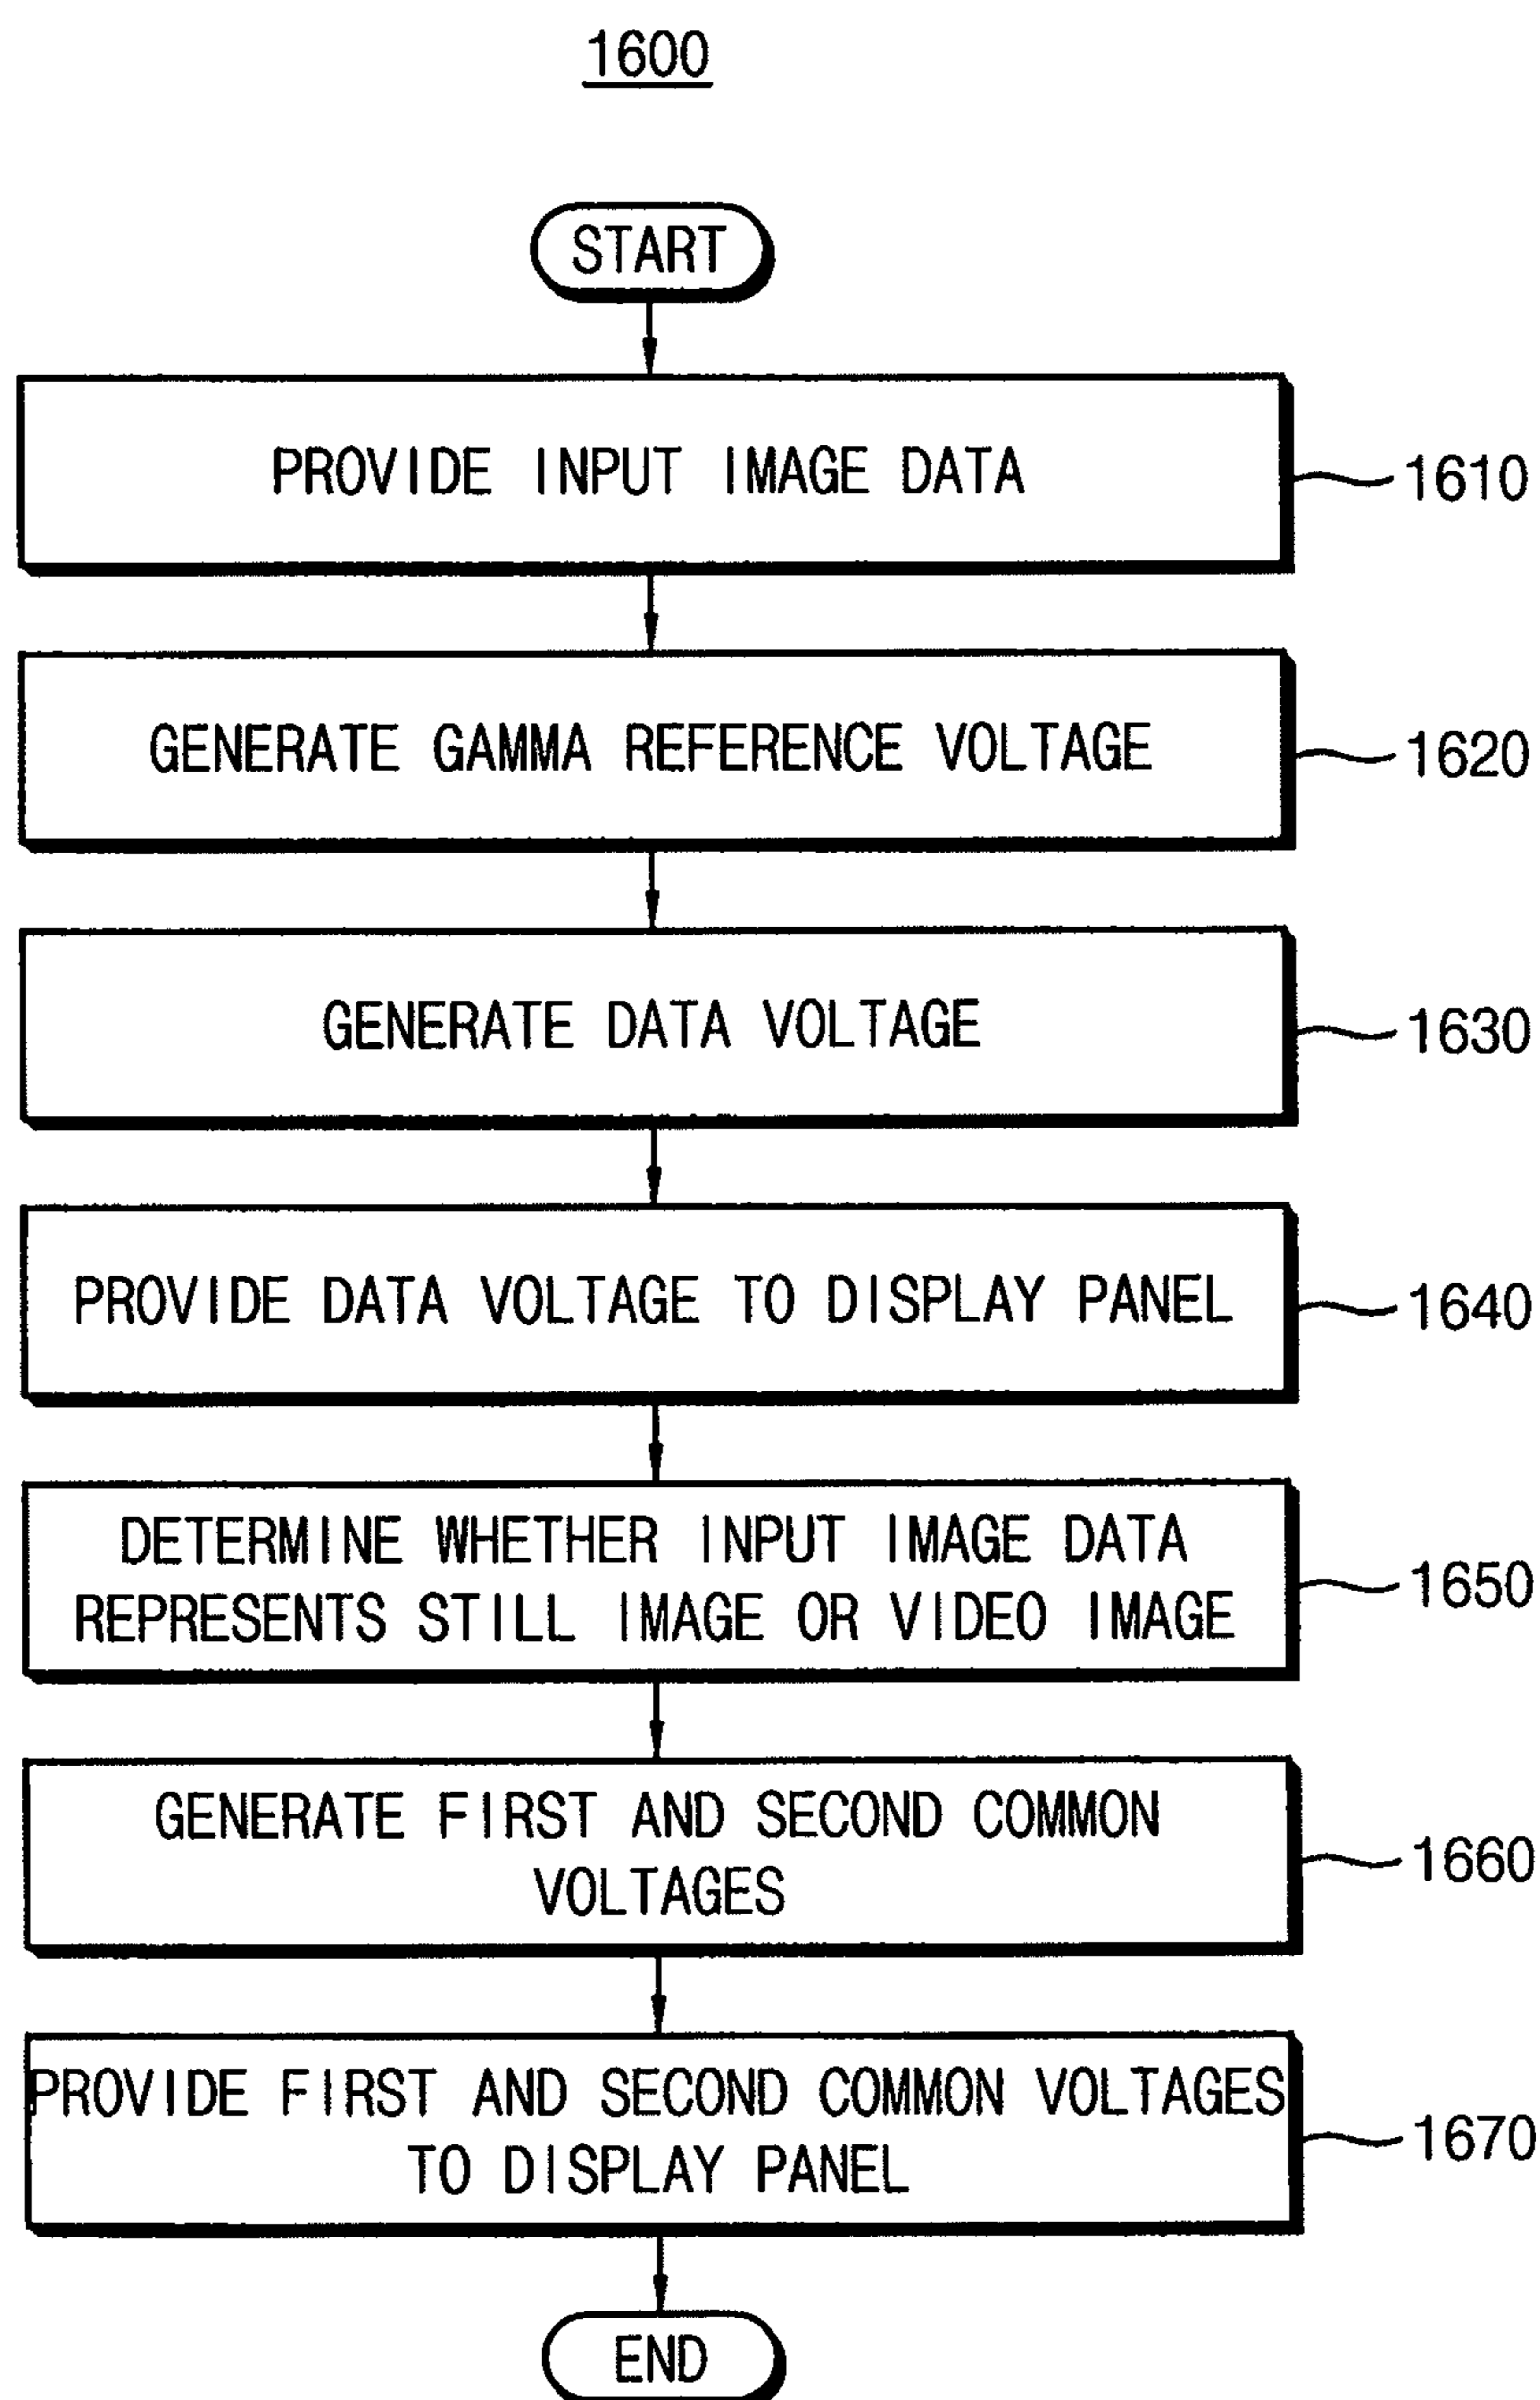 1600
START
PROVIDE INPUT IMAGE DATA
1610
GENERATE GAMMA REFERENCE VOLTAGE
1620
GENERATE DATA VOLTAGE
1630
PROVIDE DATA VOLTAGE TO DISPLAY PANEL
1640
DETERMINE WHETHER INPUT IMAGE DATA
REPRESENTS STILL IMAGE OR VIDEO IMAGE
1650
GENERATE FIRST AND SECOND COMMON
VOLTAGES
1660
PROVIDE FIRST AND SECOND COMMON VOLTAGES
TO DISPLAY PANEL
1670
END